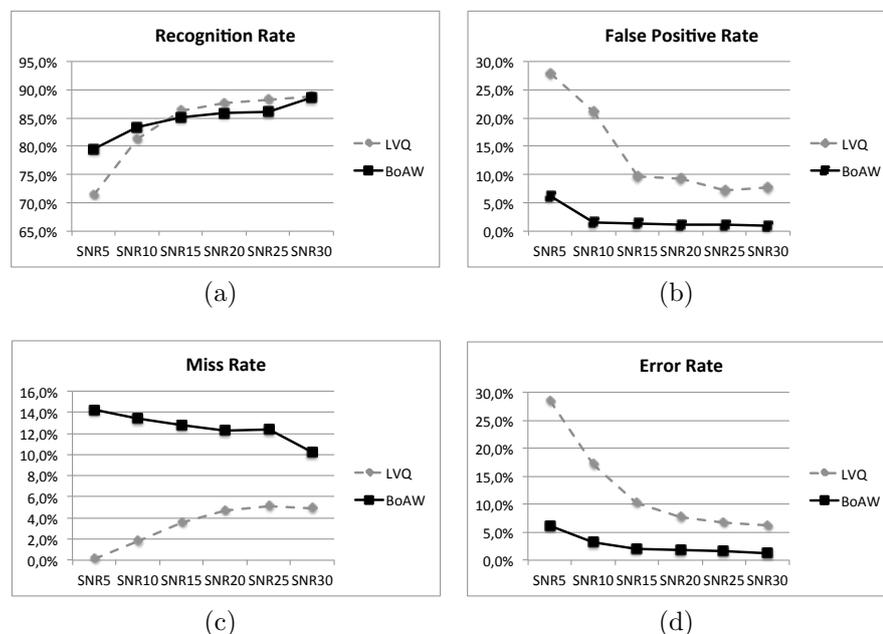 Recognition Rate
95,0%
90,0%
85,0%
80,0%
75,0%
70,0%
65,0%
SNR5 SNR10 SNR15 SNR20 SNR25 SNR30
LVQ
BoAW
(a)
False Positive Rate
30,0%
25,0%
20,0%
15,0%
10,0%
5,0%
0,0%
SNR5 SNR10 SNR15 SNR20 SNR25 SNR30
LVQ
BoAW
(b)
Miss Rate
16,0%
14,0%
12,0%
10,0%
8,0%
6,0%
4,0%
2,0%
0,0%
SNR5 SNR10 SNR15 SNR20 SNR25 SNR30
LVQ
BoAW
(c)
Error Rate
30,0%
25,0%
20,0%
15,0%
10,0%
5,0%
0,0%
SNR5 SNR10 SNR15 SNR20 SNR25 SNR30
LVQ
BoAW
(d)